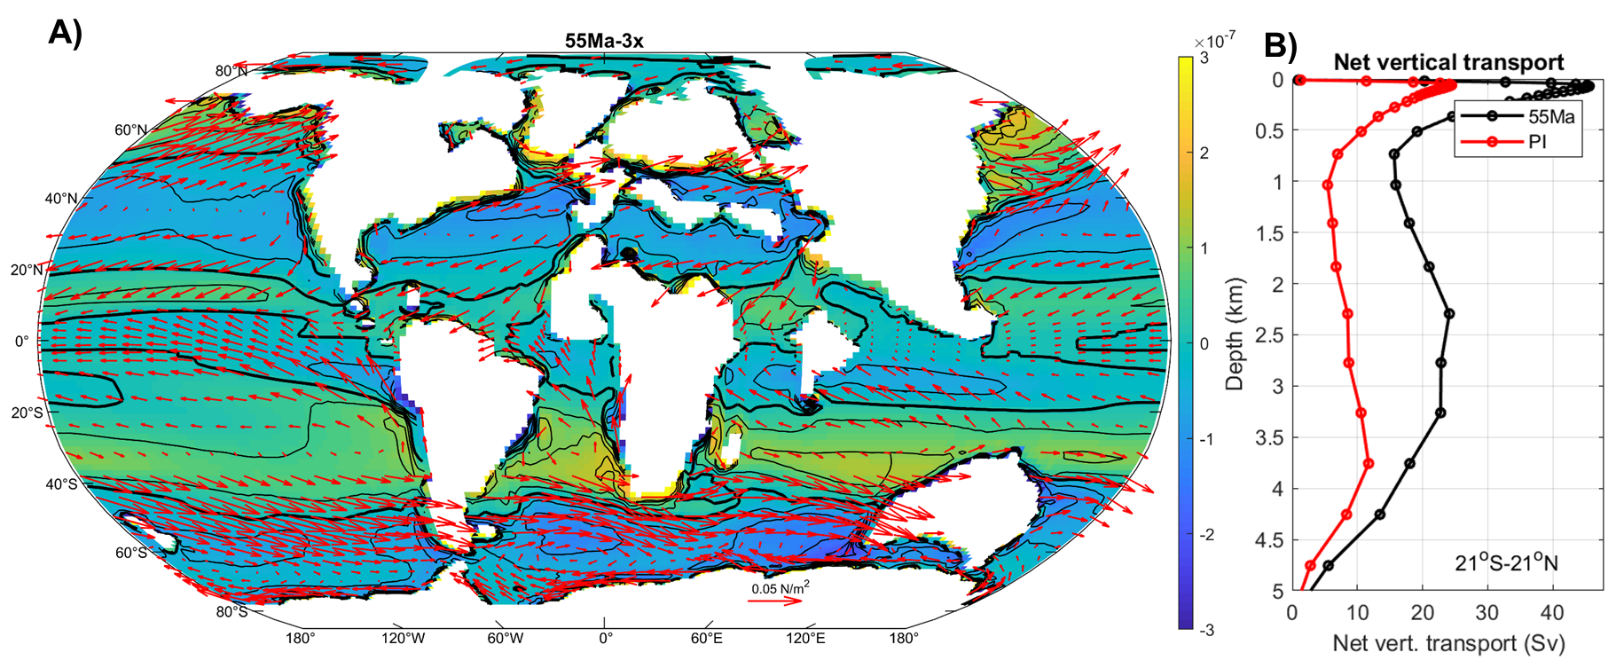 A)
55Ma-3x
80°N
60°N
40°N
20°N
0°
20°S
40°S
60°S
80°S
180°
120°W
60°W
0°
60°E
120°E
180°
0.05 N/m²
×10⁻⁷
3
2
1
0
-1
-2
-3
B)
Net vertical transport
55Ma
PI
21°S-21°N
0
0.5
1
1.5
2
2.5
3
3.5
4
4.5
5
Depth (km)
0
10
20
30
40
Net vert. transport (Sv)